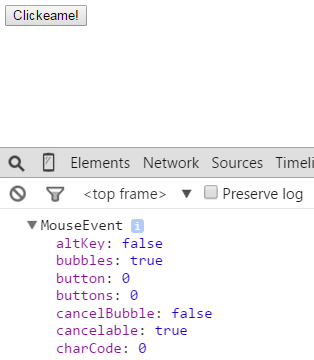 Clickeame!
Elements Network Sources Timeli
<top frame> Preserve log
MouseEvent i
altKey: false
bubbles: true
button: 0
buttons: 0
cancelBubble: false
cancelable: true
charCode: 0